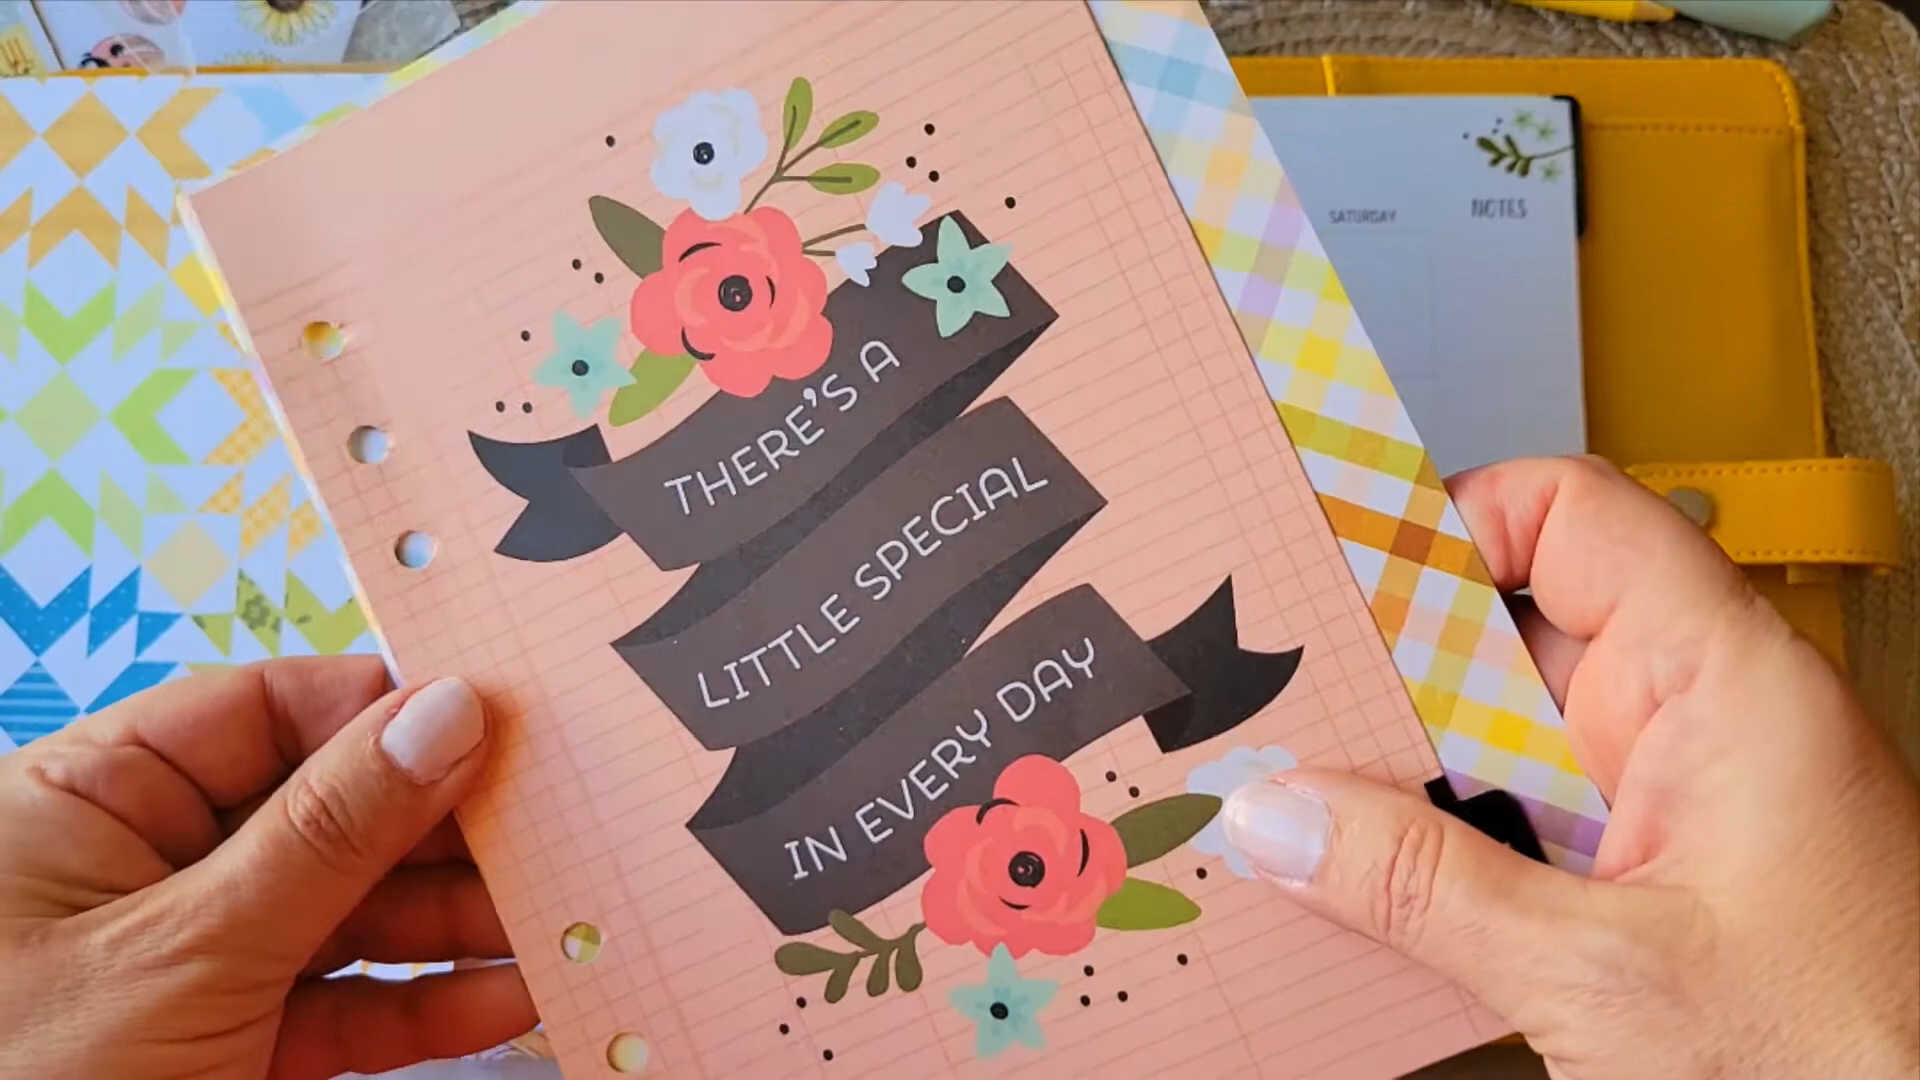 THERE'S A
LITTLE SPECIAL
IN EVERY DAY
SATURDAY
NOTES